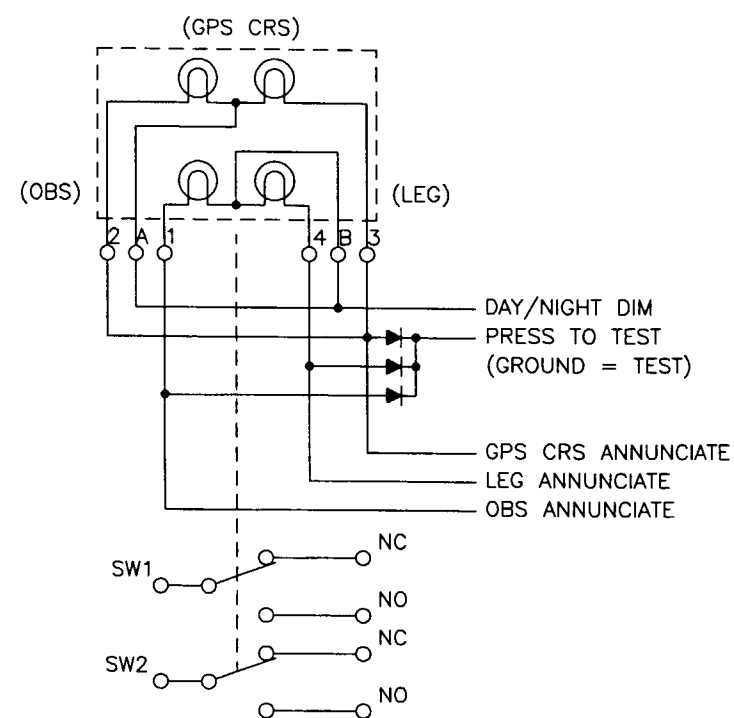 (GPS CRS)
(OBS)
(LEG)
2 A 1 4 B 3
DAY/NIGHT DIM
PRESS TO TEST
(GROUND = TEST)
GPS CRS ANNUNCIATE
LEG ANNUNCIATE
OBS ANNUNCIATE
NC
SW1
NO
NC
SW2
NO